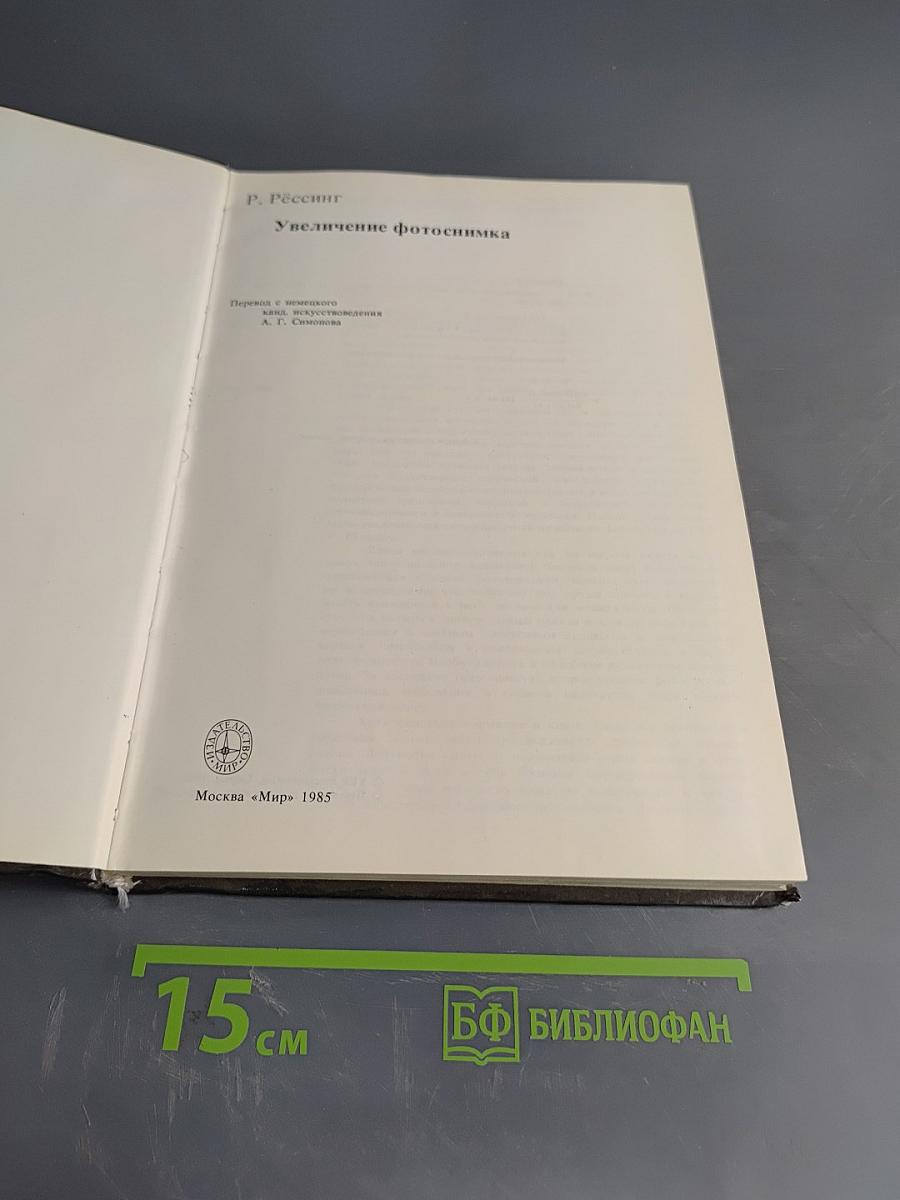 Р. Рёссинг
Увеличение фотоснимка
Перевод с немецкого
канд. искусствоведения
А. Г. Симонова
ИЗДАТЕЛЬСТВО
МИР
Москва «Мир» 1985
15 см
БФ БИБЛИОФАН